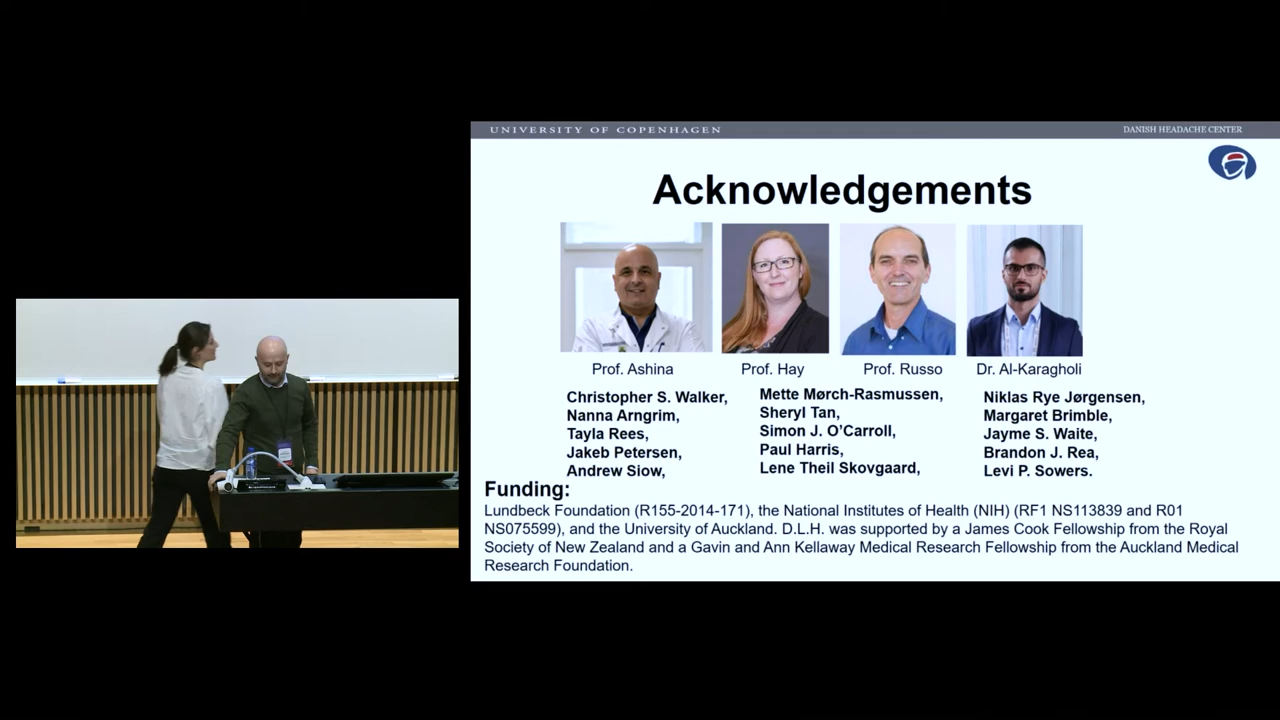 UNIVERSITY OF COPENHAGEN
DANISH HEADACHE CENTER
Acknowledgements
Prof. Ashina
Prof. Hay
Prof. Russo
Dr. Al-Karagholi
Christopher S. Walker,
Nanna Arngrim,
Tayla Rees,
Jakeb Petersen,
Andrew Siow,
Mette Mørch-Rasmussen,
Sheryl Tan,
Simon J. O’Carroll,
Paul Harris,
Lene Theil Skovgaard,
Niklas Rye Jørgensen,
Margaret Brimble,
Jayme S. Waite,
Brandon J. Rea,
Levi P. Sowers.
Funding:
Lundbeck Foundation (R155-2014-171), the National Institutes of Health (NIH) (RF1 NS113839 and R01
NS075599), and the University of Auckland. D.L.H. was supported by a James Cook Fellowship from the Royal
Society of New Zealand and a Gavin and Ann Kellaway Medical Research Fellowship from the Auckland Medical
Research Foundation.